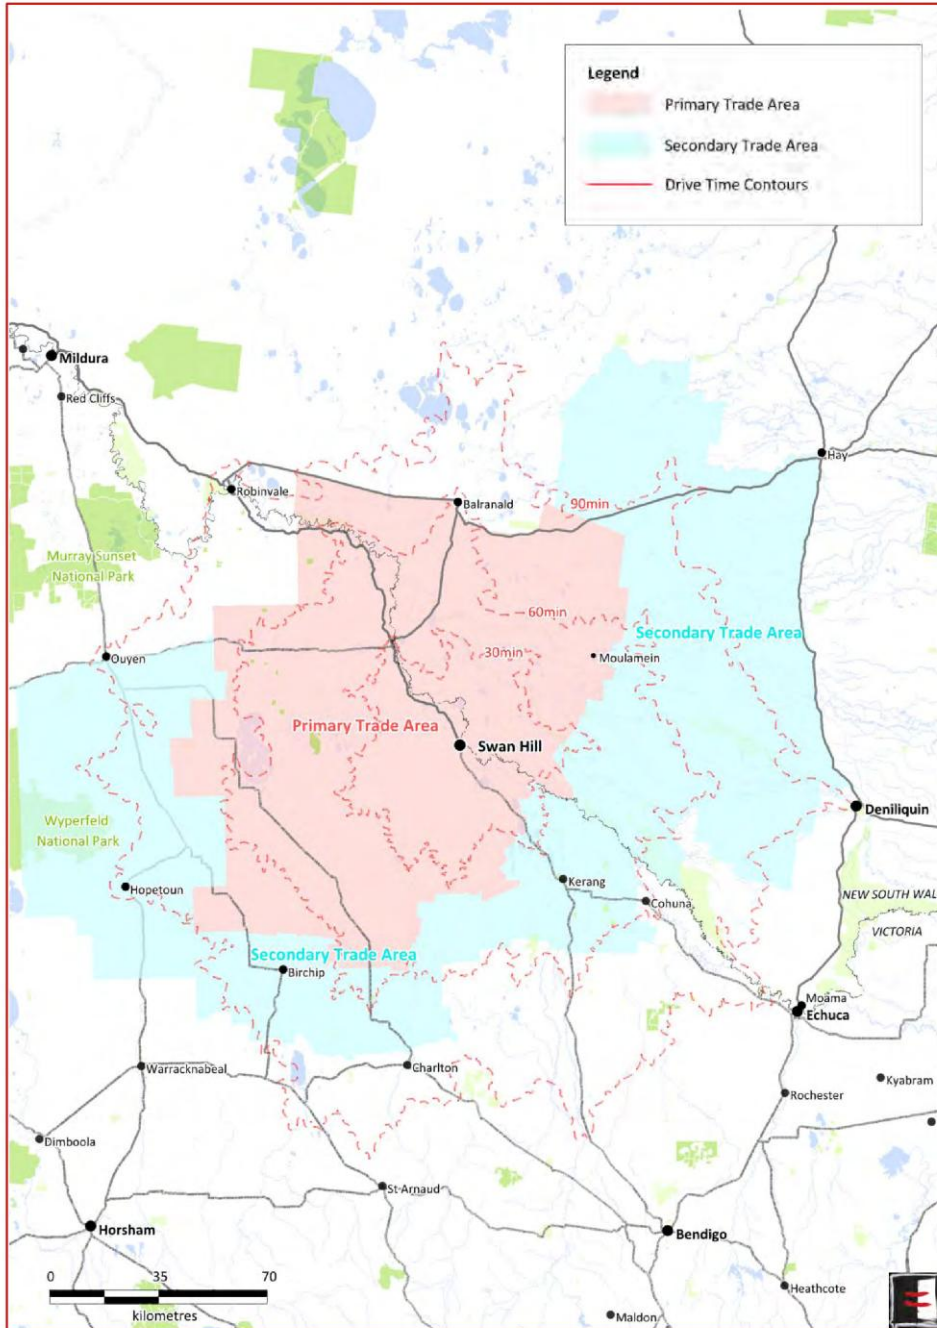 Legend
Primary Trade Area
Secondary Trade Area
Drive Time Contours
Mildura
Red Cliffs
Hay
Robinvale
Balranald
90min
Murray Sunset
National Park
60min
Secondary Trade Area
30min
Moulamein
Ouyen
Primary Trade Area
Swan Hill
Deniliquin
Wyperfeld
National Park
Kerang
Hopetoun
Cohuna
NEW SOUTH WAL
VICTORIA
Secondary Trade Area
Birchip
Moama
Echuca
Warracknabeal
Charlton
Kyabram
Rochester
Dimboola
St-Arnaud
Horsham
Bendigo
0 35 70
kilometres
Heathcote
Maldon